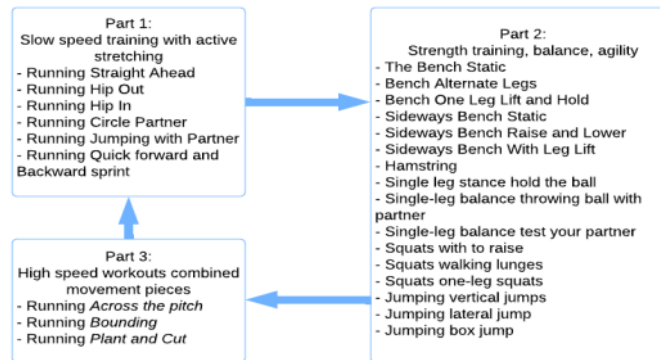 Part 1:
Slow speed training with active
stretching
- Running Straight Ahead
- Running Hip Out
- Running Hip In
- Running Circle Partner
- Running Jumping with Partner
- Running Quick forward and
Backward sprint
Part 2:
Strength training, balance, agility
- The Bench Static
- Bench Alternate Legs
- Bench One Leg Lift and Hold
- Sideways Bench Static
- Sideways Bench Raise and Lower
- Sideways Bench With Leg Lift
- Hamstring
- Single leg stance hold the ball
- Single-leg balance throwing ball with
partner
- Single-leg balance test your partner
- Squats with to raise
- Squats walking lunges
- Squats one-leg squats
- Jumping vertical jumps
- Jumping lateral jump
- Jumping box jump
Part 3:
High speed workouts combined
movement pieces
- Running Across the pitch
- Running Bounding
- Running Plant and Cut